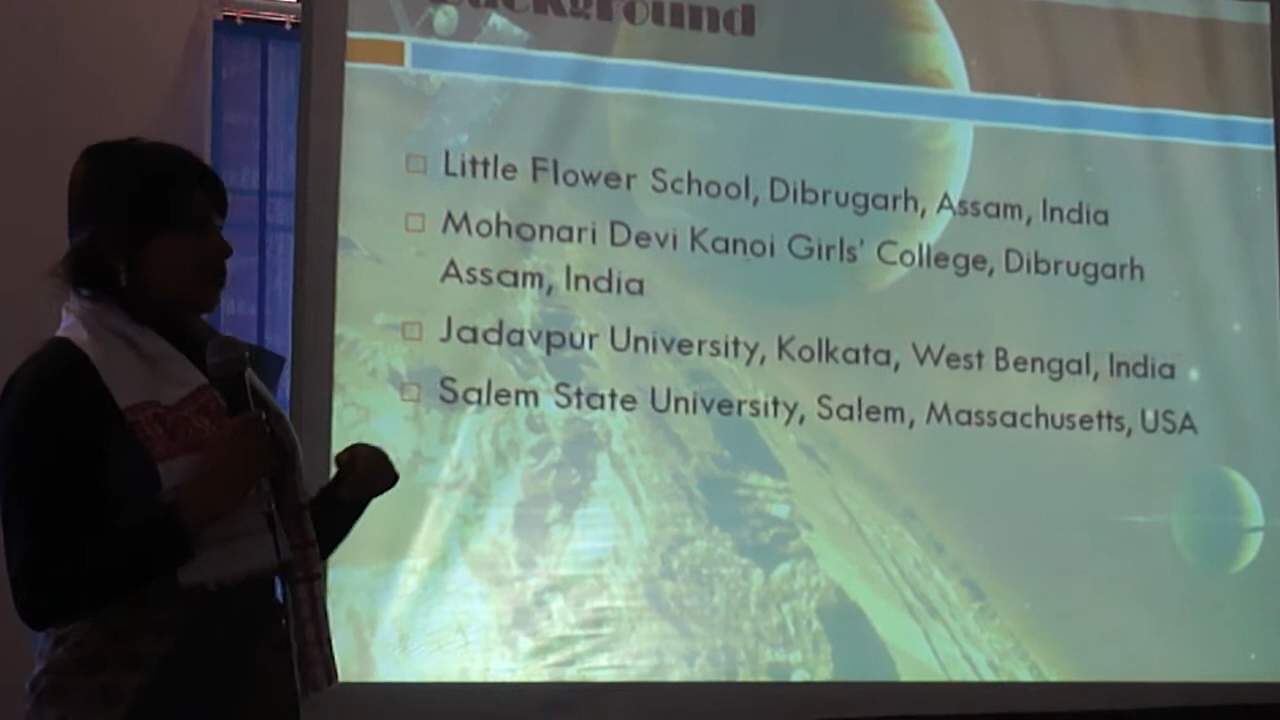 Background
Little Flower School, Dibrugarh, Assam, India
Mohonari Devi Kanoi Girls' College, Dibrugarh
Assam, India
Jadavpur University, Kolkata, West Bengal, India
Salem State University, Salem, Massachusetts, USA